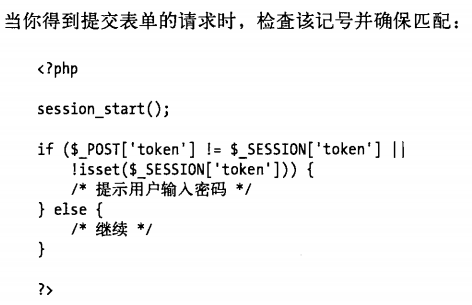 当你得到提交表单的请求时，检查该记号并确保匹配：
<?php
session_start();
if ($_POST['token'] != $_SESSION['token'] ||
!isset($_SESSION['token'])) {
/* 提示用户输入密码 */
} else {
/* 继续 */
}
?>